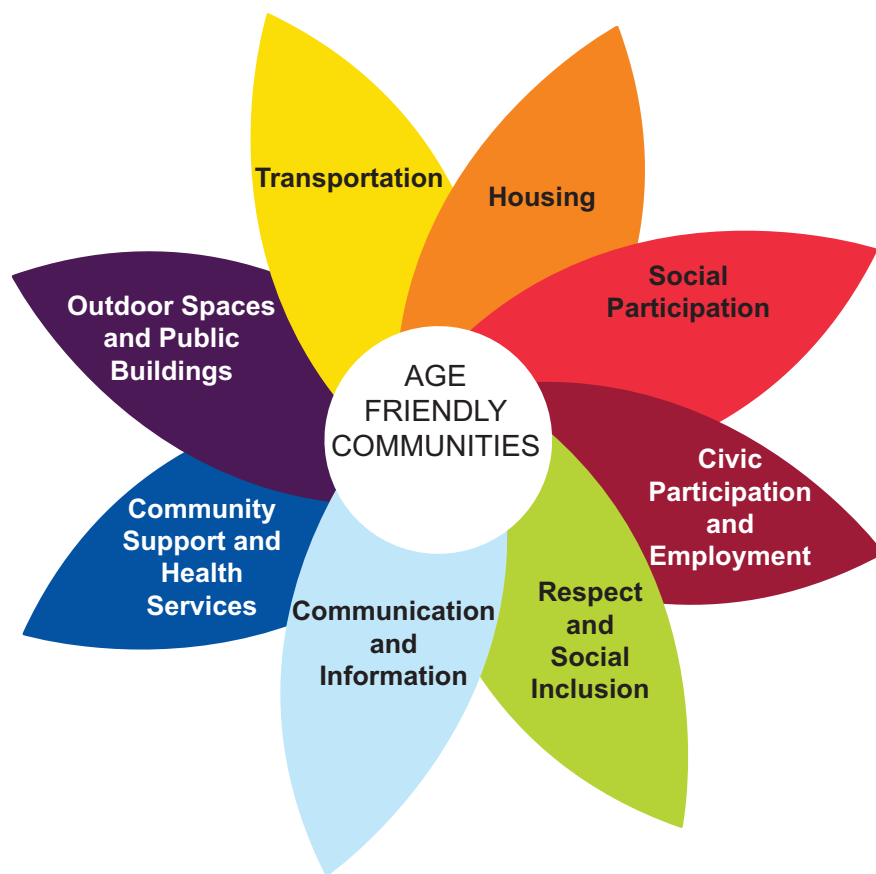 Transportation
Housing
Social
Participation
Outdoor Spaces
and Public
Buildings
AGE
FRIENDLY
COMMUNITIES
Civic
Participation
and
Employment
Community
Support and
Health
Services
Communication
and
Information
Respect
and
Social
Inclusion